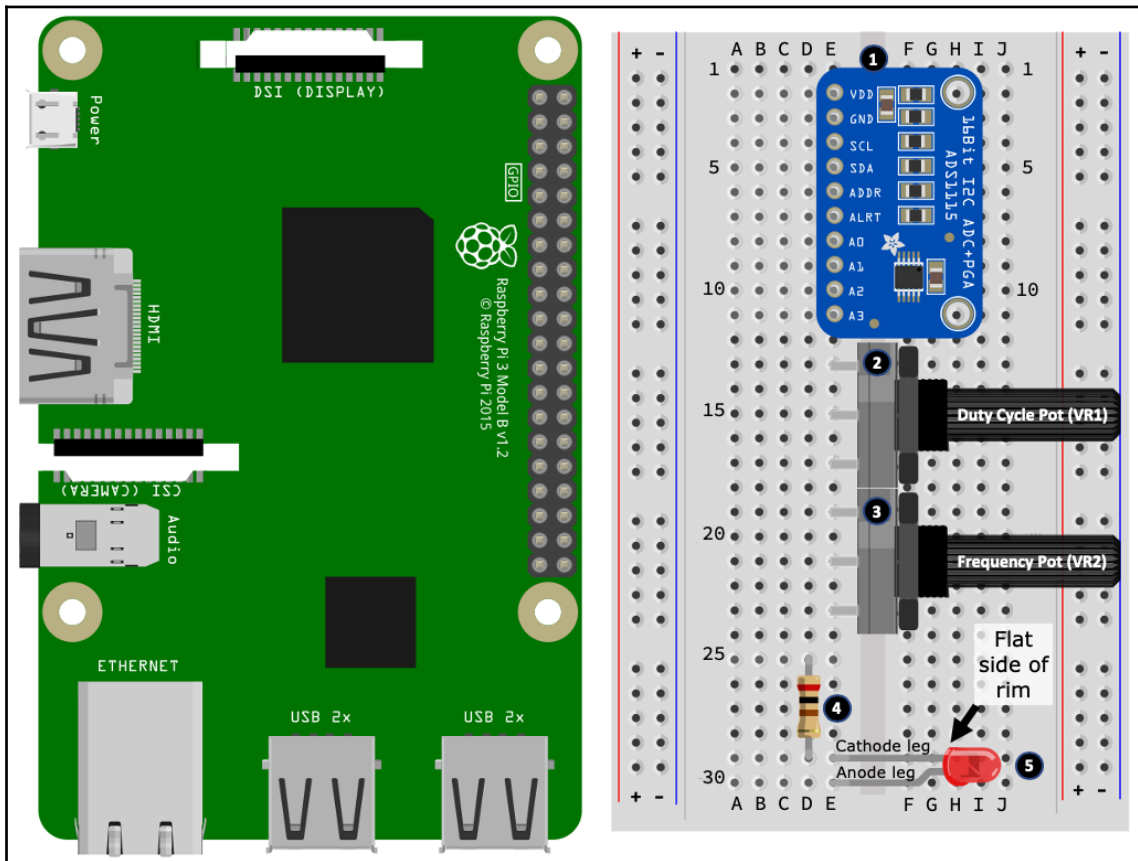 DSI (DISPLAY)
Power
GPIO
HDMI
Raspberry Pi 3 Model B v1.2
© Raspberry Pi 2015
CSI (CAMERA)
Audio
ETHERNET
USB 2x
USB 2x
+ -
A B C D E
F G H I J
+ -
1
1
1
VDD
GND
SCL
SDA
ADDR
ALRT
A0
A1
A2
A3
16Bit I2C ADC+PGA
ADS1115
5
5
10
10
2
15
Duty Cycle Pot (VR1)
3
20
Frequency Pot (VR2)
25
Flat
side of
rim
4
Cathode leg
Anode leg
5
30
+ -
A B C D E
F G H I J
+ -